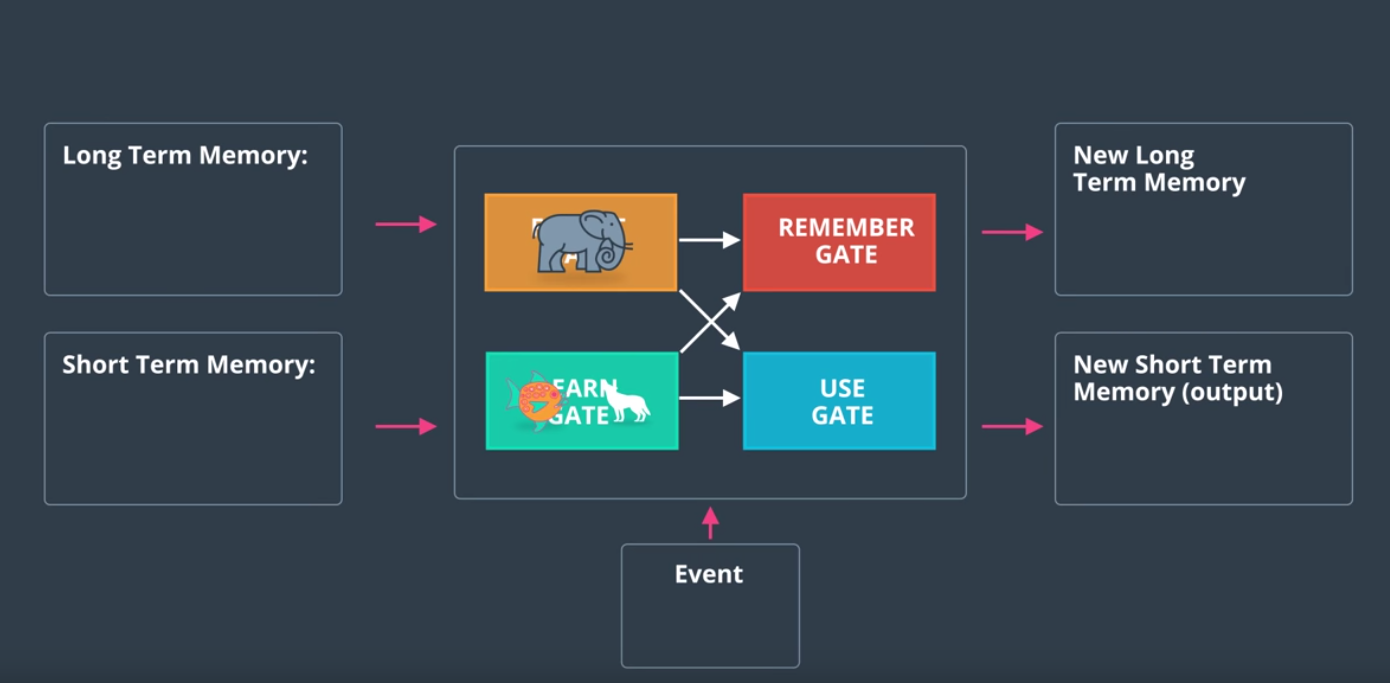 Long Term Memory:
REMEMBER
GATE
New Long
Term Memory
Short Term Memory:
EARN
GATE
USE
GATE
New Short Term
Memory (output)
Event